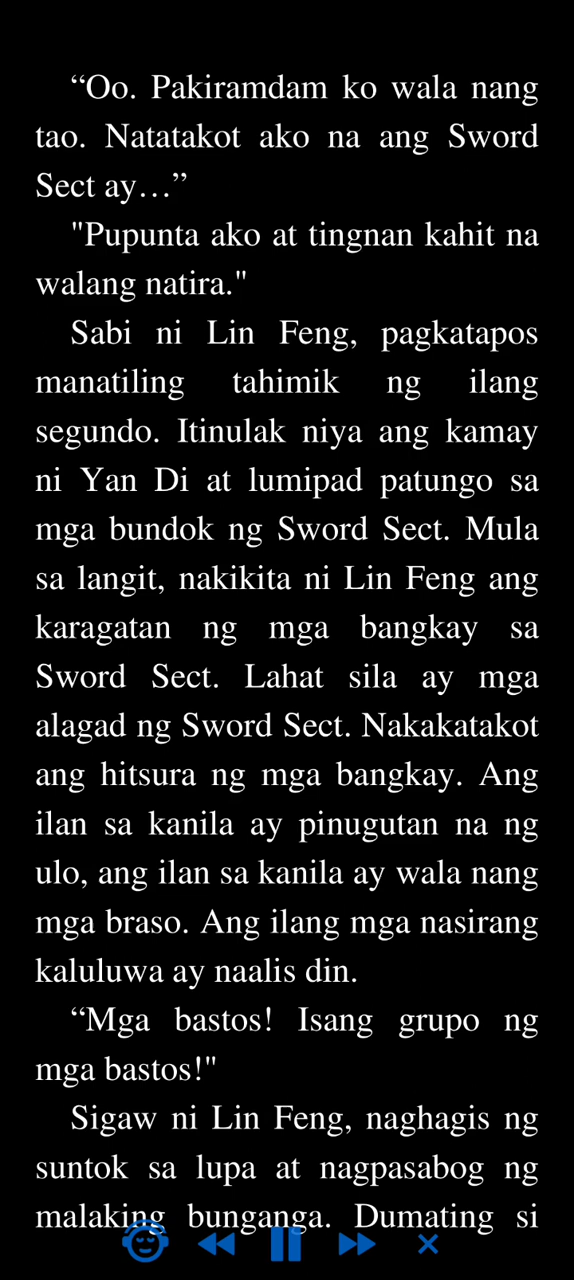 “Oo. Pakiramdam ko wala nang
tao. Natatakot ako na ang Sword
Sect ay…”
"Pupunta ako at tingnan kahit na
walang natira."
Sabi ni Lin Feng, pagkatapos
manatiling tahimik ng ilang
segundo. Itinulak niya ang kamay
ni Yan Di at lumipad patungo sa
mga bundok ng Sword Sect. Mula
sa langit, nakikita ni Lin Feng ang
karagatan ng mga bangkay sa
Sword Sect. Lahat sila ay mga
alagad ng Sword Sect. Nakakatakot
ang hitsura ng mga bangkay. Ang
ilan sa kanila ay pinugutan na ng
ulo, ang ilan sa kanila ay wala nang
mga braso. Ang ilang mga nasirang
kaluluwa ay naalis din.
“Mga bastos! Isang grupo ng
mga bastos!"
Sigaw ni Lin Feng, naghagis ng
suntok sa lupa at nagpasabog ng
malaking bunganga. Dumating si